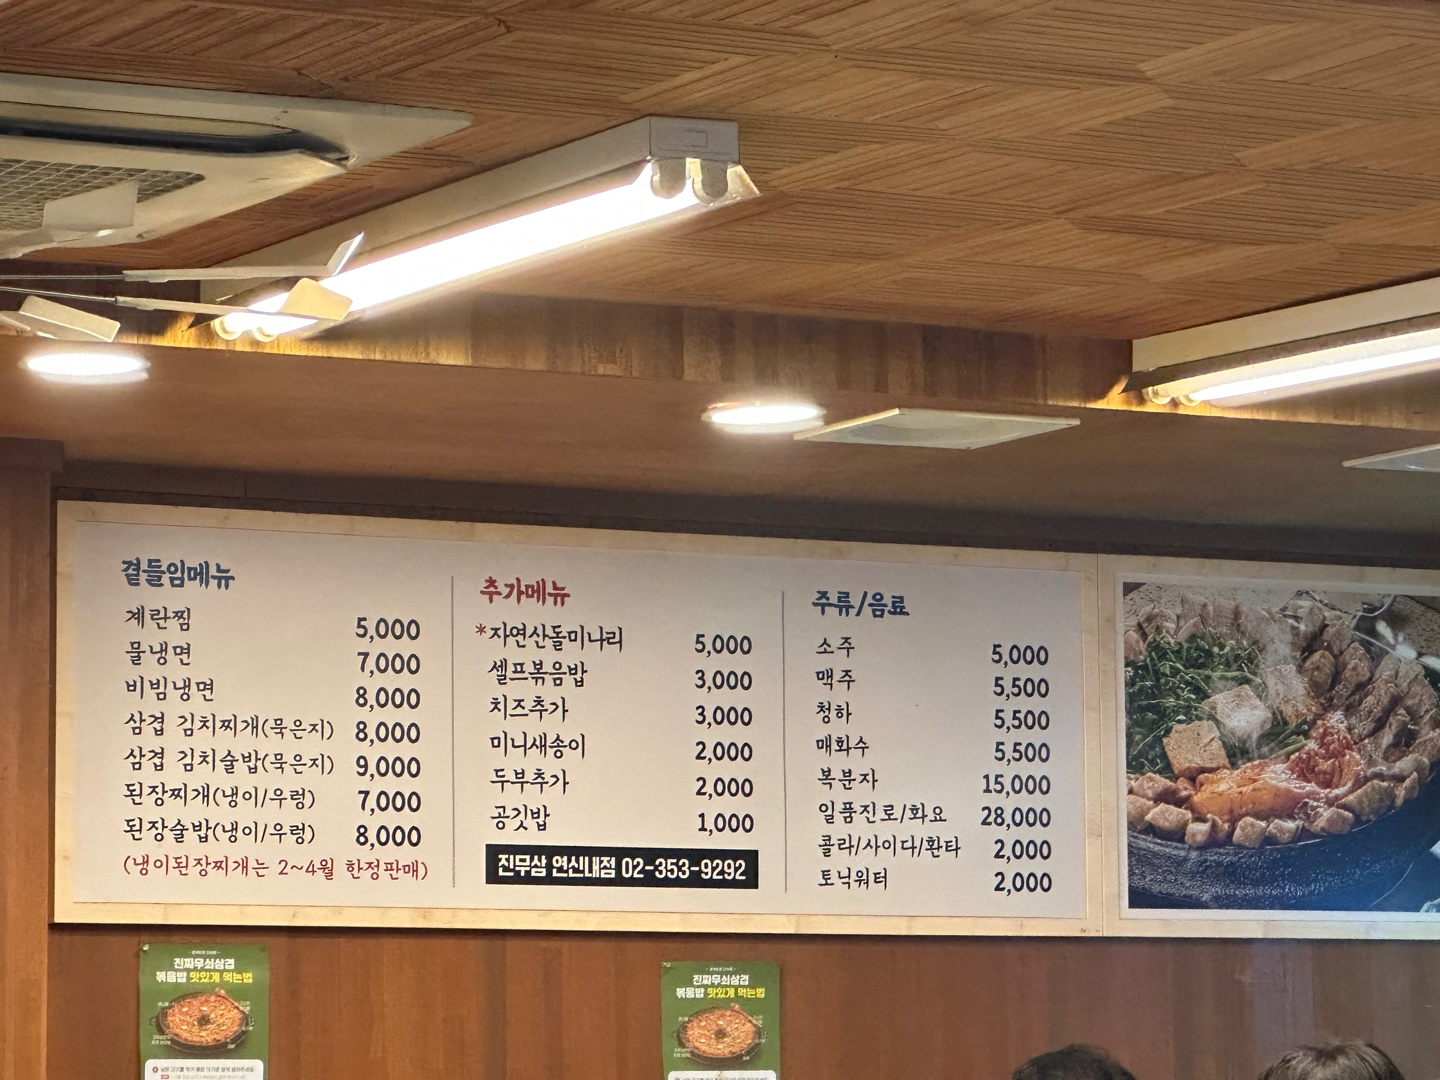 곁들임메뉴
계란찜 5,000
물냉면 7,000
비빔냉면 8,000
삼겹 김치찌개(묵은지) 8,000
삼겹 김치술밥(묵은지) 9,000
된장찌개(냉이/우렁) 7,000
된장술밥(냉이/우렁) 8,000
(냉이된장찌개는 2~4월 한정판매)
추가메뉴
*자연산돌미나리 5,000
셀프볶음밥 3,000
치즈추가 3,000
미니새송이 2,000
두부추가 2,000
공깃밥 1,000
진무삼 연신내점 02-353-9292
주류/음료
소주 5,000
맥주 5,500
청하 5,500
매화수 5,500
복분자 15,000
일품진로/화요 28,000
콜라/사이다/환타 2,000
토닉워터 2,000
진짜무쇠삼겹
볶음밥 맛있게 먹는법
진짜무쇠삼겹
볶음밥 맛있게 먹는법